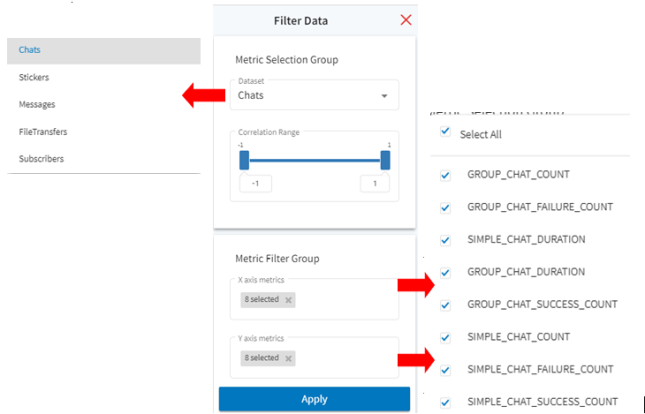 Filter Data
Chats
Stickers
Messages
FileTransfers
Subscribers
Metric Selection Group
Dataset
Chats
Correlation Range
-1
1
-1
1
Metric Filter Group
X axis metrics
8 selected
Y axis metrics
8 selected
Apply
Select All
GROUP_CHAT_COUNT
GROUP_CHAT_FAILURE_COUNT
SIMPLE_CHAT_DURATION
GROUP_CHAT_DURATION
GROUP_CHAT_SUCCESS_COUNT
SIMPLE_CHAT_COUNT
SIMPLE_CHAT_FAILURE_COUNT
SIMPLE_CHAT_SUCCESS_COUNT